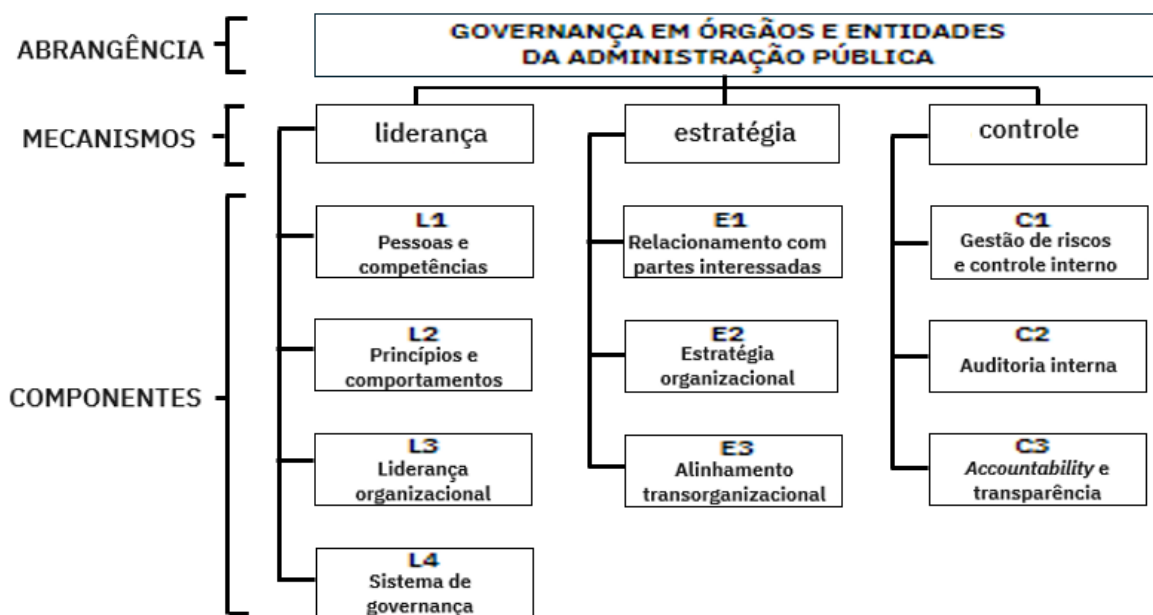 ABRANGÊNCIA
GOVERNANÇA EM ÓRGÃOS E ENTIDADES
DA ADMINISTRAÇÃO PÚBLICA
MECANISMOS
liderança
estratégia
controle
COMPONENTES
L1
Pessoas e
competências
L2
Princípios e
comportamentos
L3
Liderança
organizacional
L4
Sistema de
governança
E1
Relacionamento com
partes interessadas
E2
Estratégia
organizacional
E3
Alinhamento
transorganizacional
C1
Gestão de riscos
e controle interno
C2
Auditoria interna
C3
Accountability e
transparência